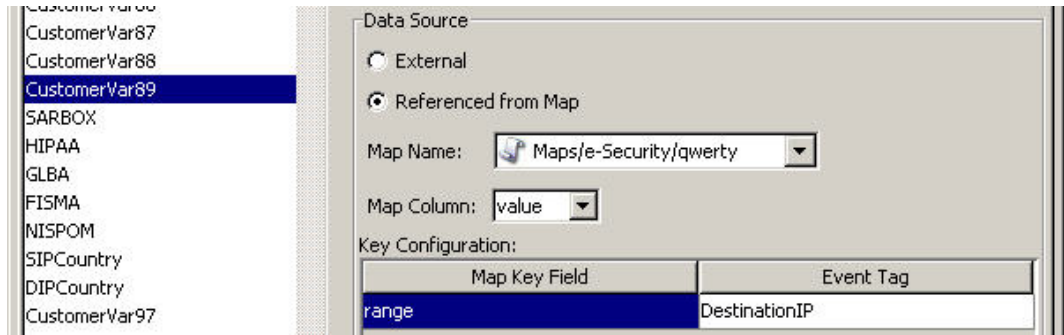 CustomerVar87
CustomerVar88
CustomerVar89
SARBOX
HIPAA
GLBA
FISMA
NISPOM
SIPCountry
DIPCountry
CustomerVar97
Data Source
External
Referenced from Map
Map Name: Maps/e-Security/qwerty
Map Column: value
Key Configuration:
Map Key Field Event Tag
range DestinationIP